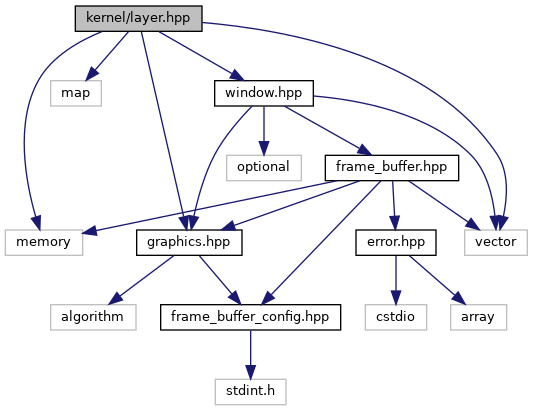 kernel/layer.hpp
map
window.hpp
optional
frame_buffer.hpp
memory
graphics.hpp
error.hpp
vector
algorithm
frame_buffer_config.hpp
cstdio
array
stdint.h